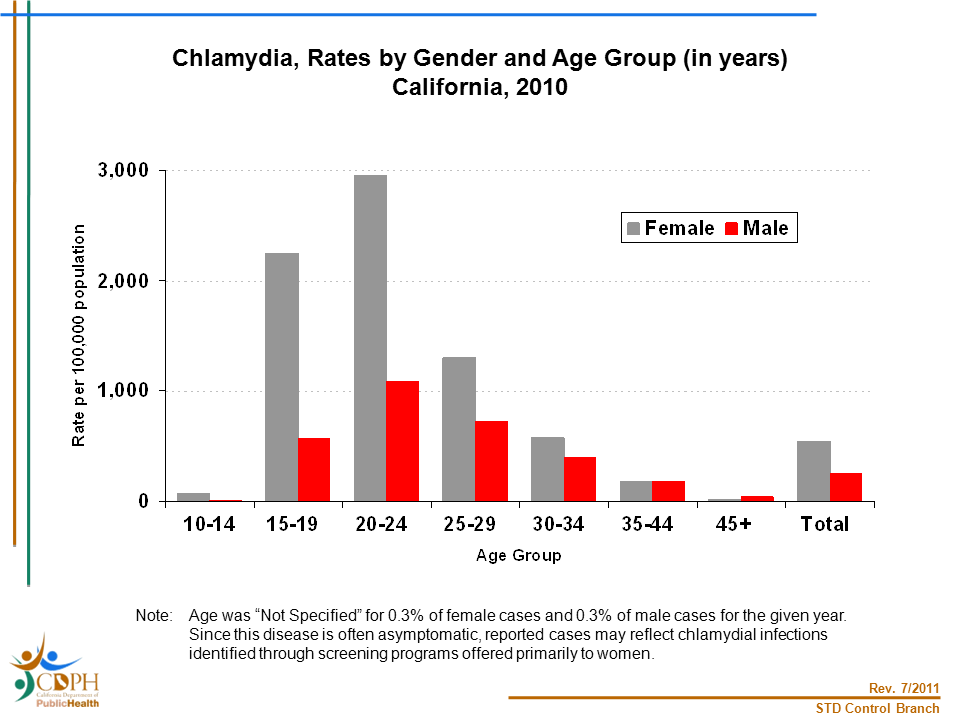 Chlamydia, Rates by Gender and Age Group (in years)
California, 2010
3,000
2,000
1,000
0
Rate per 100,000 population
Female Male
10-14 15-19 20-24 25-29 30-34 35-44 45+ Total
Age Group
Note: Age was “Not Specified” for 0.3% of female cases and 0.3% of male cases for the given year.
Since this disease is often asymptomatic, reported cases may reflect chlamydial infections
identified through screening programs offered primarily to women.
CDPH
California Department of
PublicHealth
Rev. 7/2011
STD Control Branch